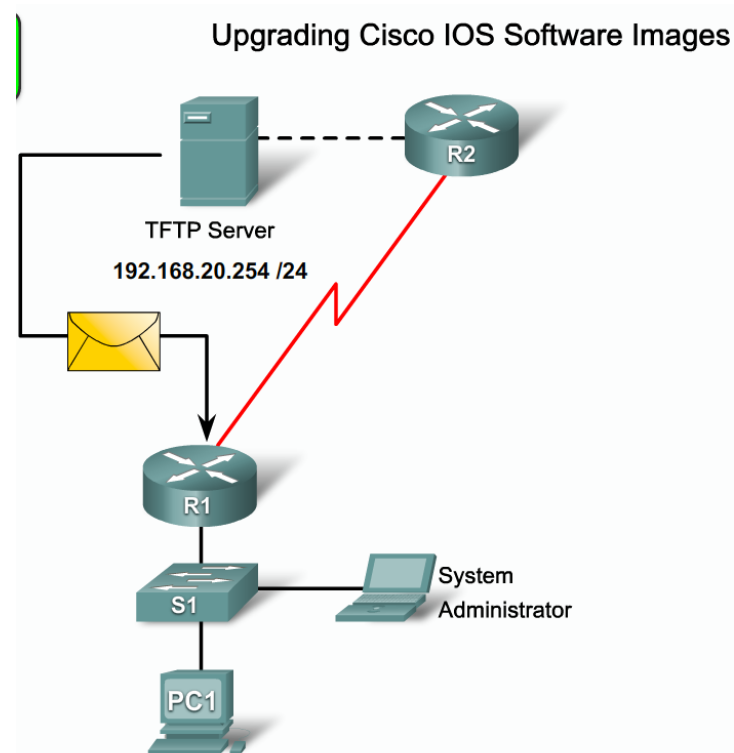 Upgrading Cisco IOS Software Images
R2
TFTP Server
192.168.20.254 /24
R1
S1
System
Administrator
PC1